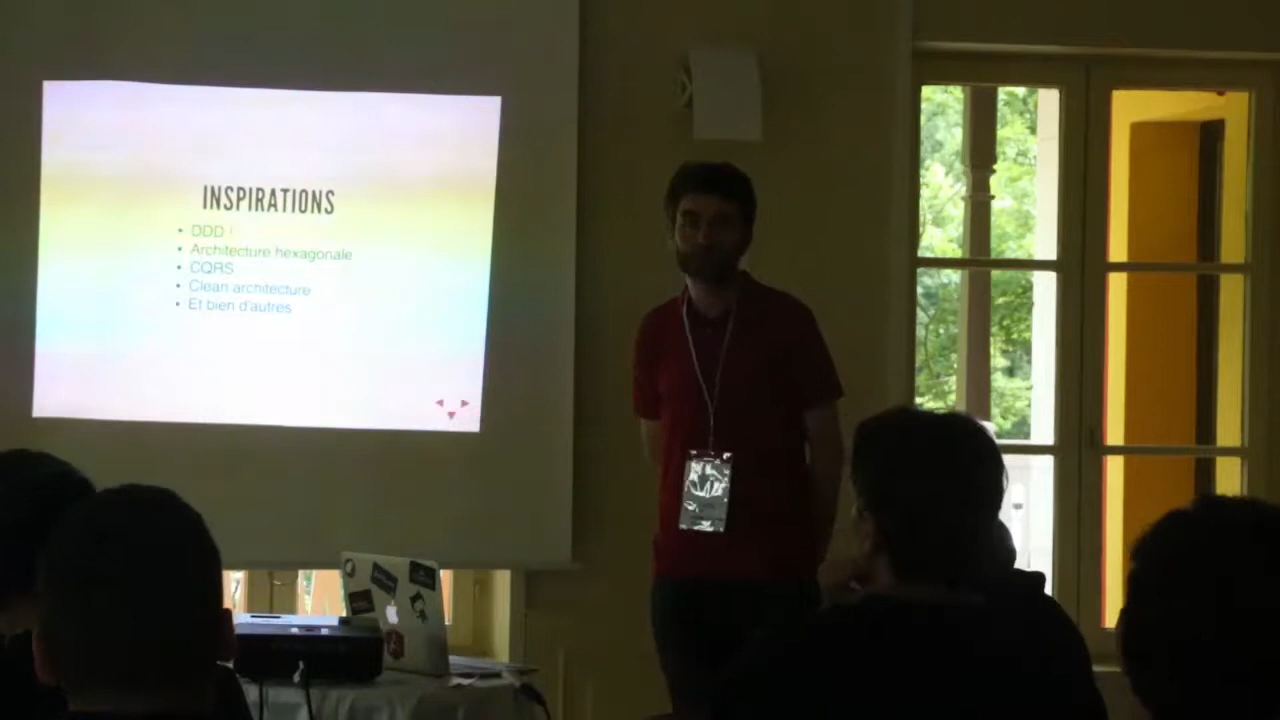 INSPIRATIONS
• DDD !
• Architecture hexagonale
• CQRS
• Clean architecture
• Et bien d'autres